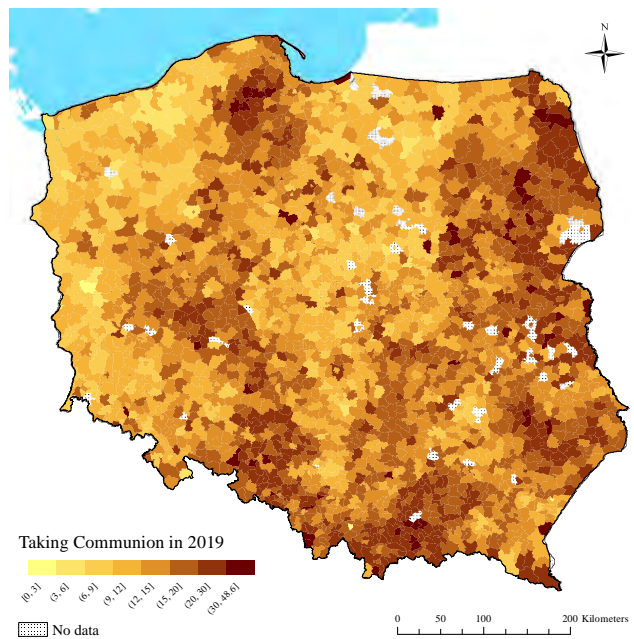 N
Taking Communion in 2019
[0, 3]
(3, 6]
(6, 9]
(9, 12]
(12, 15]
(15, 20]
(20, 30]
(30, 48.6]
No data
0 50 100 200 Kilometers